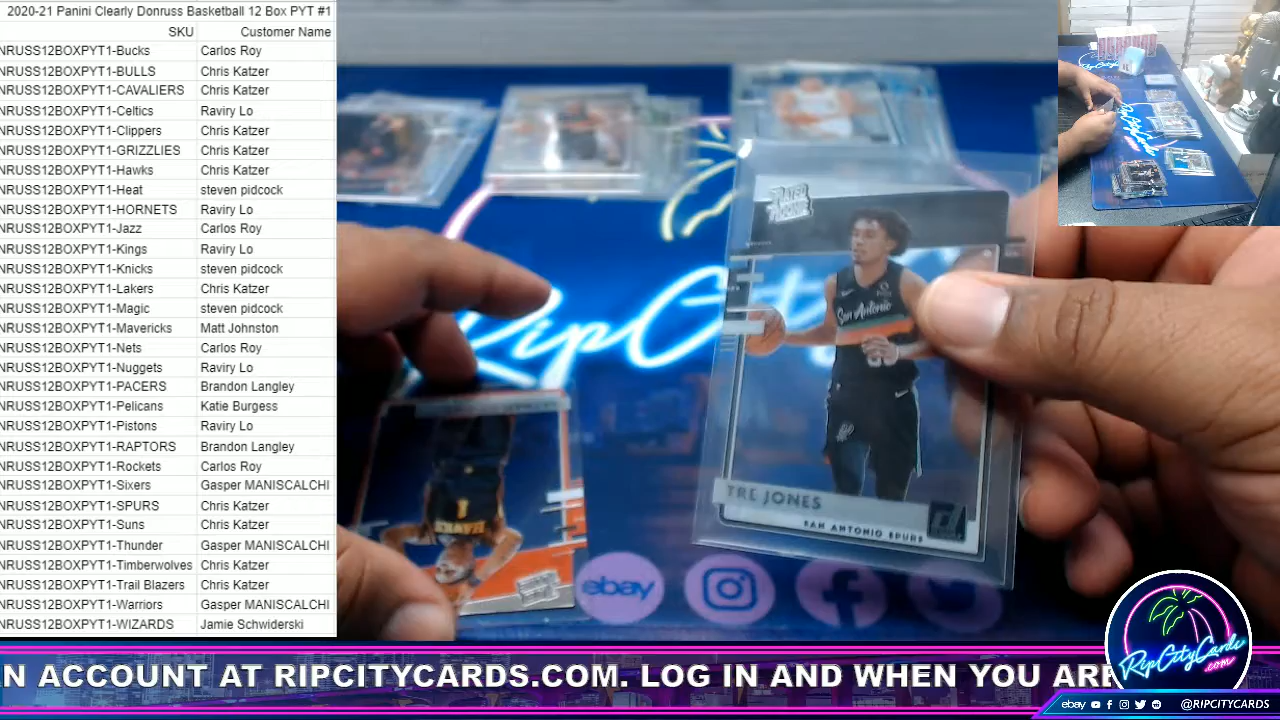 2020-21 Panini Clearly Donruss Basketball 12 Box PYT #1
SKU Customer Name
NRUSS12BOXPYT1-Bucks Carlos Roy
NRUSS12BOXPYT1-BULLS Chris Katzer
NRUSS12BOXPYT1-CAVALIERS Chris Katzer
NRUSS12BOXPYT1-Celtics Raviry Lo
NRUSS12BOXPYT1-Clippers Chris Katzer
NRUSS12BOXPYT1-GRIZZLIES Chris Katzer
NRUSS12BOXPYT1-Hawks Chris Katzer
NRUSS12BOXPYT1-Heat steven pidcock
NRUSS12BOXPYT1-HORNETS Raviry Lo
NRUSS12BOXPYT1-Jazz Carlos Roy
NRUSS12BOXPYT1-Kings Raviry Lo
NRUSS12BOXPYT1-Knicks steven pidcock
NRUSS12BOXPYT1-Lakers Chris Katzer
NRUSS12BOXPYT1-Magic steven pidcock
NRUSS12BOXPYT1-Mavericks Matt Johnston
NRUSS12BOXPYT1-Nets Carlos Roy
NRUSS12BOXPYT1-Nuggets Raviry Lo
NRUSS12BOXPYT1-PACERS Brandon Langley
NRUSS12BOXPYT1-Pelicans Katie Burgess
NRUSS12BOXPYT1-Pistons Raviry Lo
NRUSS12BOXPYT1-RAPTORS Brandon Langley
NRUSS12BOXPYT1-Rockets Carlos Roy
NRUSS12BOXPYT1-Sixers Gasper MANISCALCHI
NRUSS12BOXPYT1-SPURS Chris Katzer
NRUSS12BOXPYT1-Suns Chris Katzer
NRUSS12BOXPYT1-Thunder Gasper MANISCALCHI
NRUSS12BOXPYT1-Timberwolves Chris Katzer
NRUSS12BOXPYT1-Trail Blazers Chris Katzer
NRUSS12BOXPYT1-Warriors Gasper MANISCALCHI
NRUSS12BOXPYT1-WIZARDS Jamie Schwiderski
RATED ROOKIE
San Antonio
TRE JONES
SAN ANTONIO SPURS
RipCity
HAWKS
ebay
N ACCOUNT AT RIPCITYCARDS.COM. LOG IN AND WHEN YOU ARE
RipCityCards
.com
ebay @RIPCITYCARDS